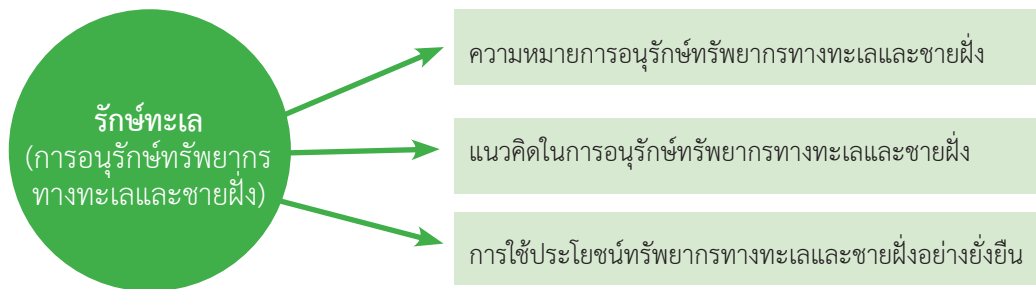 รักษ์ทะเล
(การอนุรักษ์ทรัพยากร
ทางทะเลและชายฝั่ง)
ความหมายการอนุรักษ์ทรัพยากรทางทะเลและชายฝั่ง
แนวคิดในการอนุรักษ์ทรัพยากรทางทะเลและชายฝั่ง
การใช้ประโยชน์ทรัพยากรทางทะเลและชายฝั่งอย่างยั่งยืน